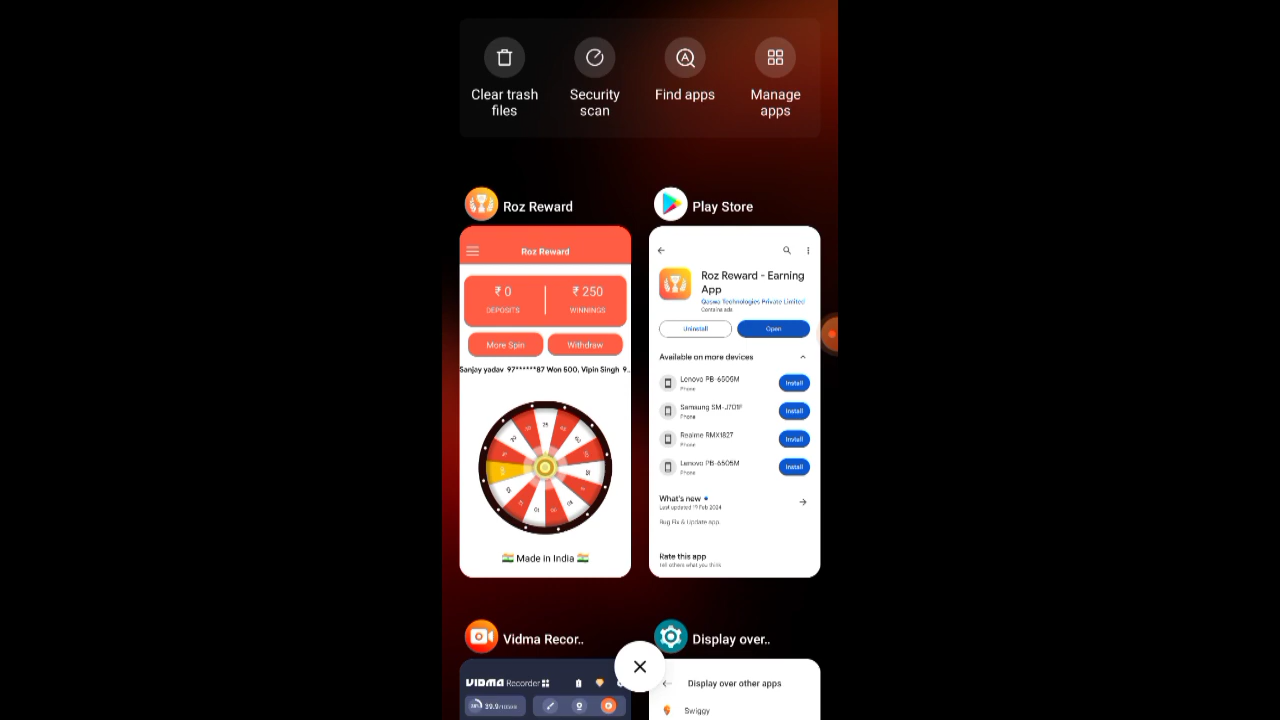 Clear trash files
Security scan
Find apps
Manage apps
Roz Reward
Play Store
Roz Reward
₹ 0
₹ 250
DEPOSITS
WINNINGS
More Spin
Withdraw
Sanjay yadav 97******87 Won 500, Vipin Singh 9..
🇮🇳 Made in India 🇮🇳
Roz Reward - Earning
App
Qaswa Technologies Private Limited
Contains ads
Uninstall
Open
Available on more devices
Lenovo PB-6505M
Phone
Install
Samsung SM-J701F
Phone
Install
Realme RMX1827
Phone
Install
Lenovo PB-6505M
Phone
Install
What's new
Last updated 17 Feb 2024
Bug Fix & Update app.
Rate this app
Tell others what you think
Vidma Recor..
Display over..
VIDMA Recorder
Display over other apps
Swiggy